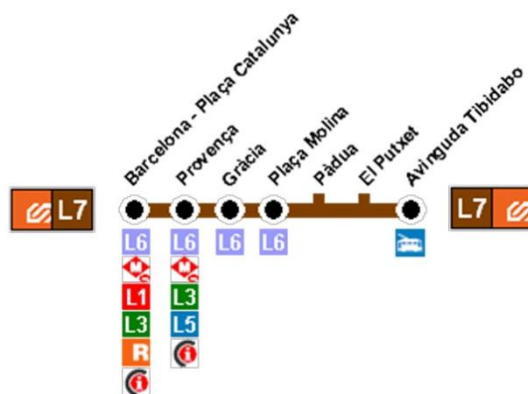 Barcelona - Plaça Catalunya
Provença
Gràcia
Plaça Molina
Pàdua
El Putxet
Avinguda Tibidabo
L7
L7
L6
L6
L6
L6
M
M
L1
L3
L3
L5
R
i
i